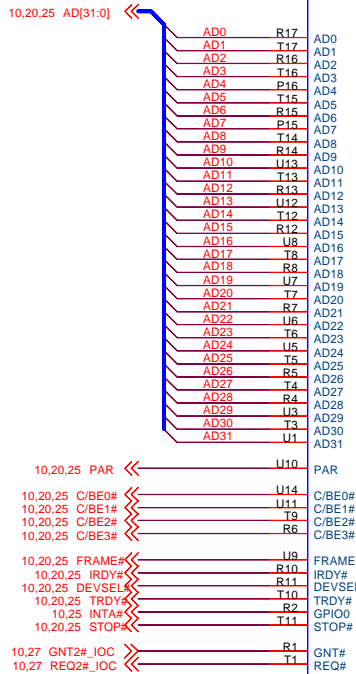 10,20,25 AD[31:0]
AD0 R17 AD0
AD1 T17 AD1
AD2 R16 AD2
AD3 T16 AD3
AD4 P16 AD4
AD5 T15 AD5
AD6 R15 AD6
AD7 P15 AD7
AD8 T14 AD8
AD9 R14 AD9
AD10 U13 AD10
AD11 T13 AD11
AD12 R13 AD12
AD13 U12 AD13
AD14 T12 AD14
AD15 R12 AD15
AD16 U8 AD16
AD17 T8 AD17
AD18 R8 AD18
AD19 U7 AD19
AD20 T7 AD20
AD21 R7 AD21
AD22 U6 AD22
AD23 T6 AD23
AD24 U5 AD24
AD25 T5 AD25
AD26 R5 AD26
AD27 T4 AD27
AD28 R4 AD28
AD29 U3 AD29
AD30 T3 AD30
AD31 U1 AD31
10,20,25 PAR U10 PAR
10,20,25 C/BE0# U14 C/BE0#
10,20,25 C/BE1# U11 C/BE1#
10,20,25 C/BE2# T9 C/BE2#
10,20,25 C/BE3# R6 C/BE3#
10,20,25 FRAME# U9 FRAME
10,20,25 IRDY# R10 IRDY#
10,20,25 DEVSEL# R11 DEVSEL
10,20,25 TRDY# T10 TRDY#
10,25 INTA# R2 GPIO0
10,20,25 STOP# T11 STOP#
10,27 GNT2#_IOC R1 GNT#
10,27 REQ2#_IOC T1 REQ#